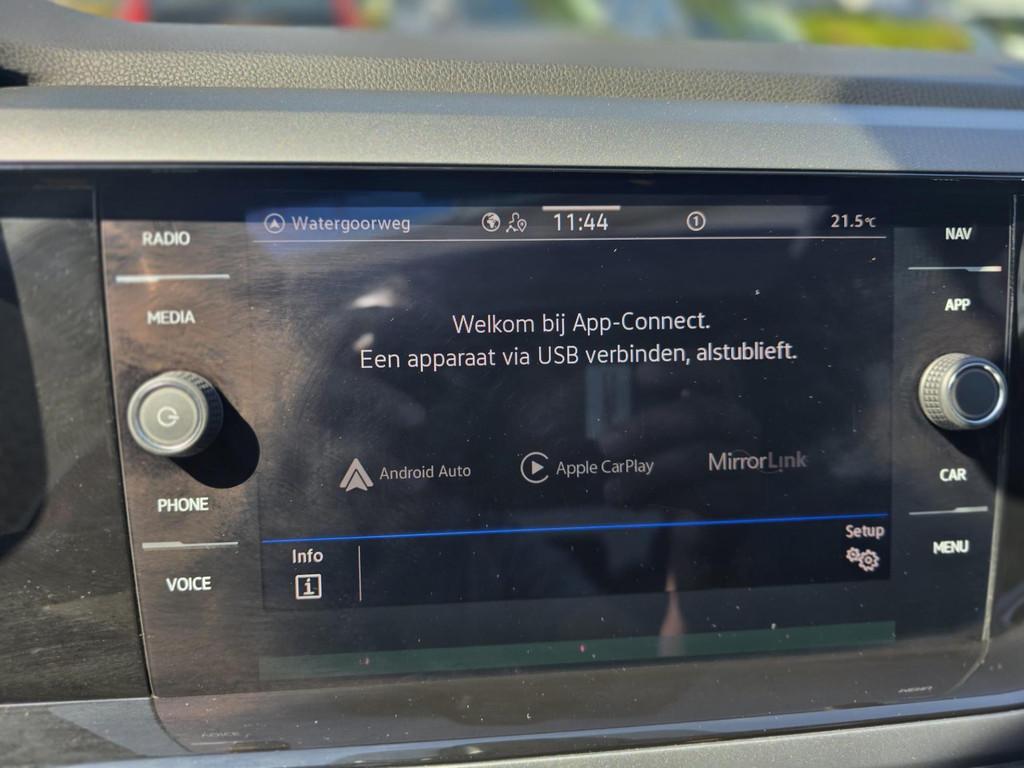 Watergoorweg 11:44 1 21.5°C
RADIO
NAV
MEDIA
APP
Welkom bij App-Connect.
Een apparaat via USB verbinden, alstublieft.
Android Auto
Apple CarPlay
MirrorLink
PHONE
CAR
VOICE
MENU
Info
i
Setup